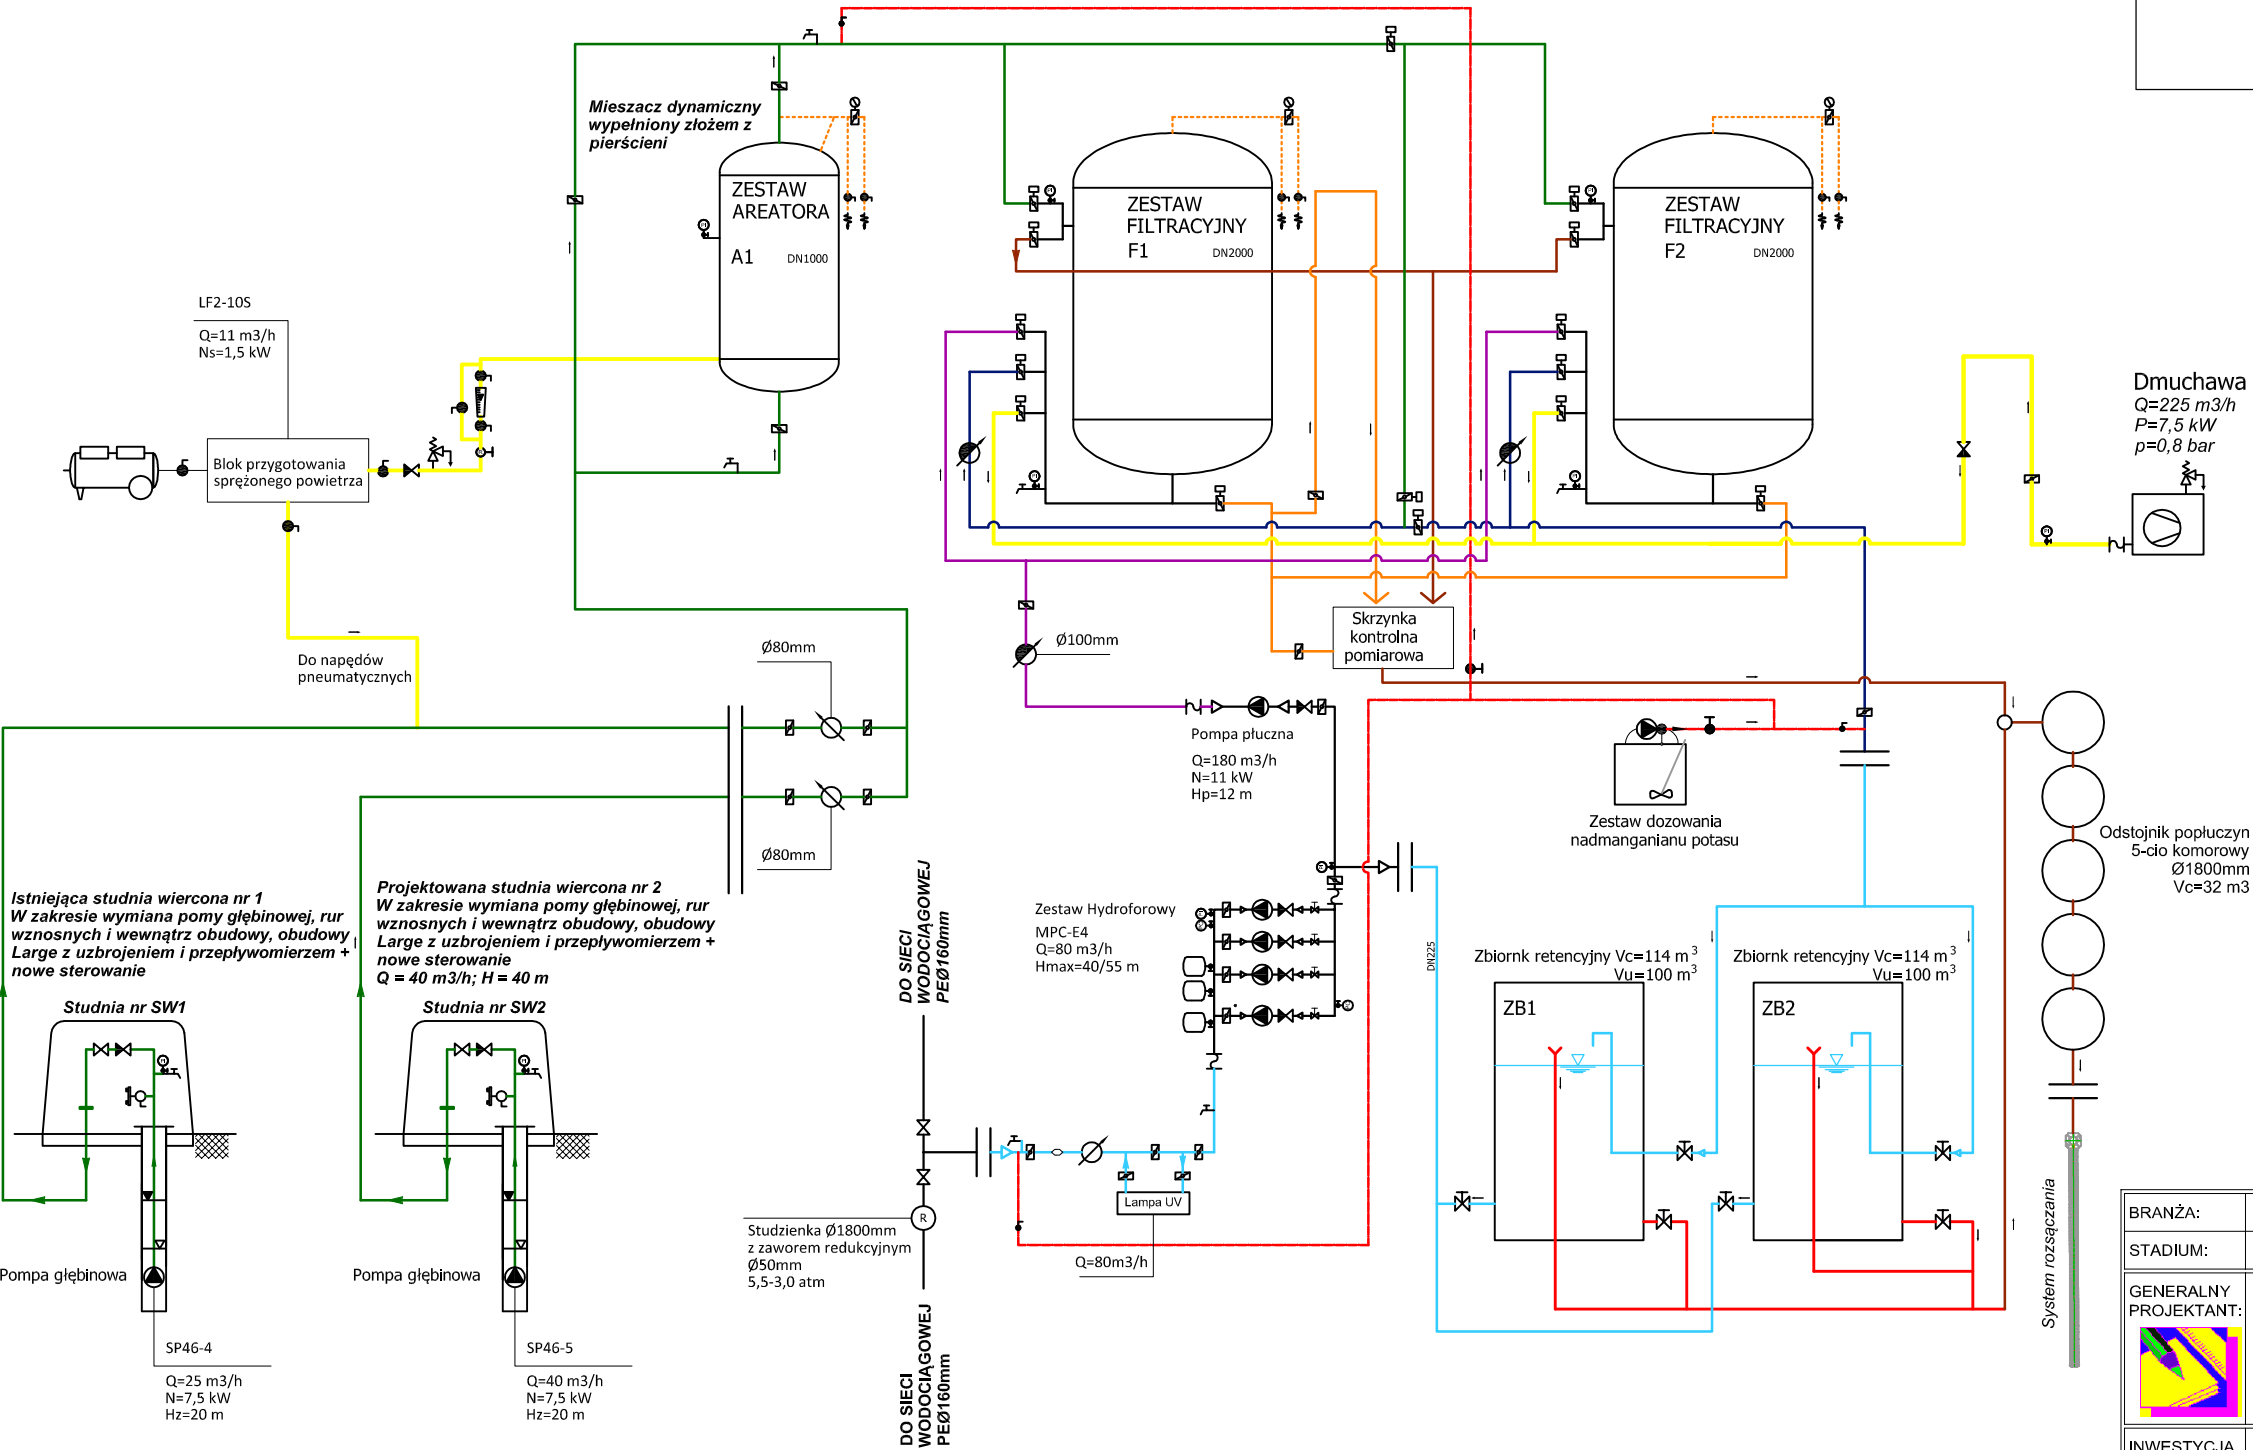 Mieszacz dynamiczny
wypełniony złożem z
pierścieni
ZESTAW
AREATORA
A1
DN1000
ZESTAW
FILTRACYJNY
F1
DN2000
ZESTAW
FILTRACYJNY
F2
DN2000
LF2-10S
Q=11 m3/h
Ns=1,5 kW
Blok przygotowania
sprężonego powietrza
Dmuchawa
Q=225 m3/h
P=7,5 kW
p=0,8 bar
Do napędów
pneumatycznych
Ø80mm
Ø80mm
Ø100mm
Skrzynka
kontrolna
pomiarowa
Pompa płuczna
Q=180 m3/h
N=11 kW
Hp=12 m
Zestaw dozowania
nadmanganianu potasu
Odstojnik popłuczyn
5-cio komorowy
Ø1800mm
Vc=32 m3
Istniejąca studnia wiercona nr 1
W zakresie wymiana pomy głębinowej, rur
wznosnych i wewnątrz obudowy, obudowy
Large z uzbrojeniem i przepływomierzem +
nowe sterowanie
Studnia nr SW1
Projektowana studnia wiercona nr 2
W zakresie wymiana pomy głębinowej, rur
wznosnych i wewnątrz obudowy, obudowy
Large z uzbrojeniem i przepływomierzem +
nowe sterowanie
Q = 40 m3/h; H = 40 m
Studnia nr SW2
DO SIECI
WODOCIĄGOWEJ
PEØ160mm
Zestaw Hydroforowy
MPC-E4
Q=80 m3/h
Hmax=40/55 m
DN225
Zbiornk retencyjny Vc=114 m3
Vu=100 m3
ZB1
Zbiornk retencyjny Vc=114 m3
Vu=100 m3
ZB2
Lampa UV
Q=80m3/h
R
Studzienka Ø1800mm
z zaworem redukcyjnym
Ø50mm
5,5-3,0 atm
DO SIECI
WODOCIĄGOWEJ
PEØ160mm
Pompa głębinowa
SP46-4
Q=25 m3/h
N=7,5 kW
Hz=20 m
Pompa głębinowa
SP46-5
Q=40 m3/h
N=7,5 kW
Hz=20 m
System rozsączania
BRANŻA:
STADIUM:
GENERALNY
PROJEKTANT:
INWESTYCJA